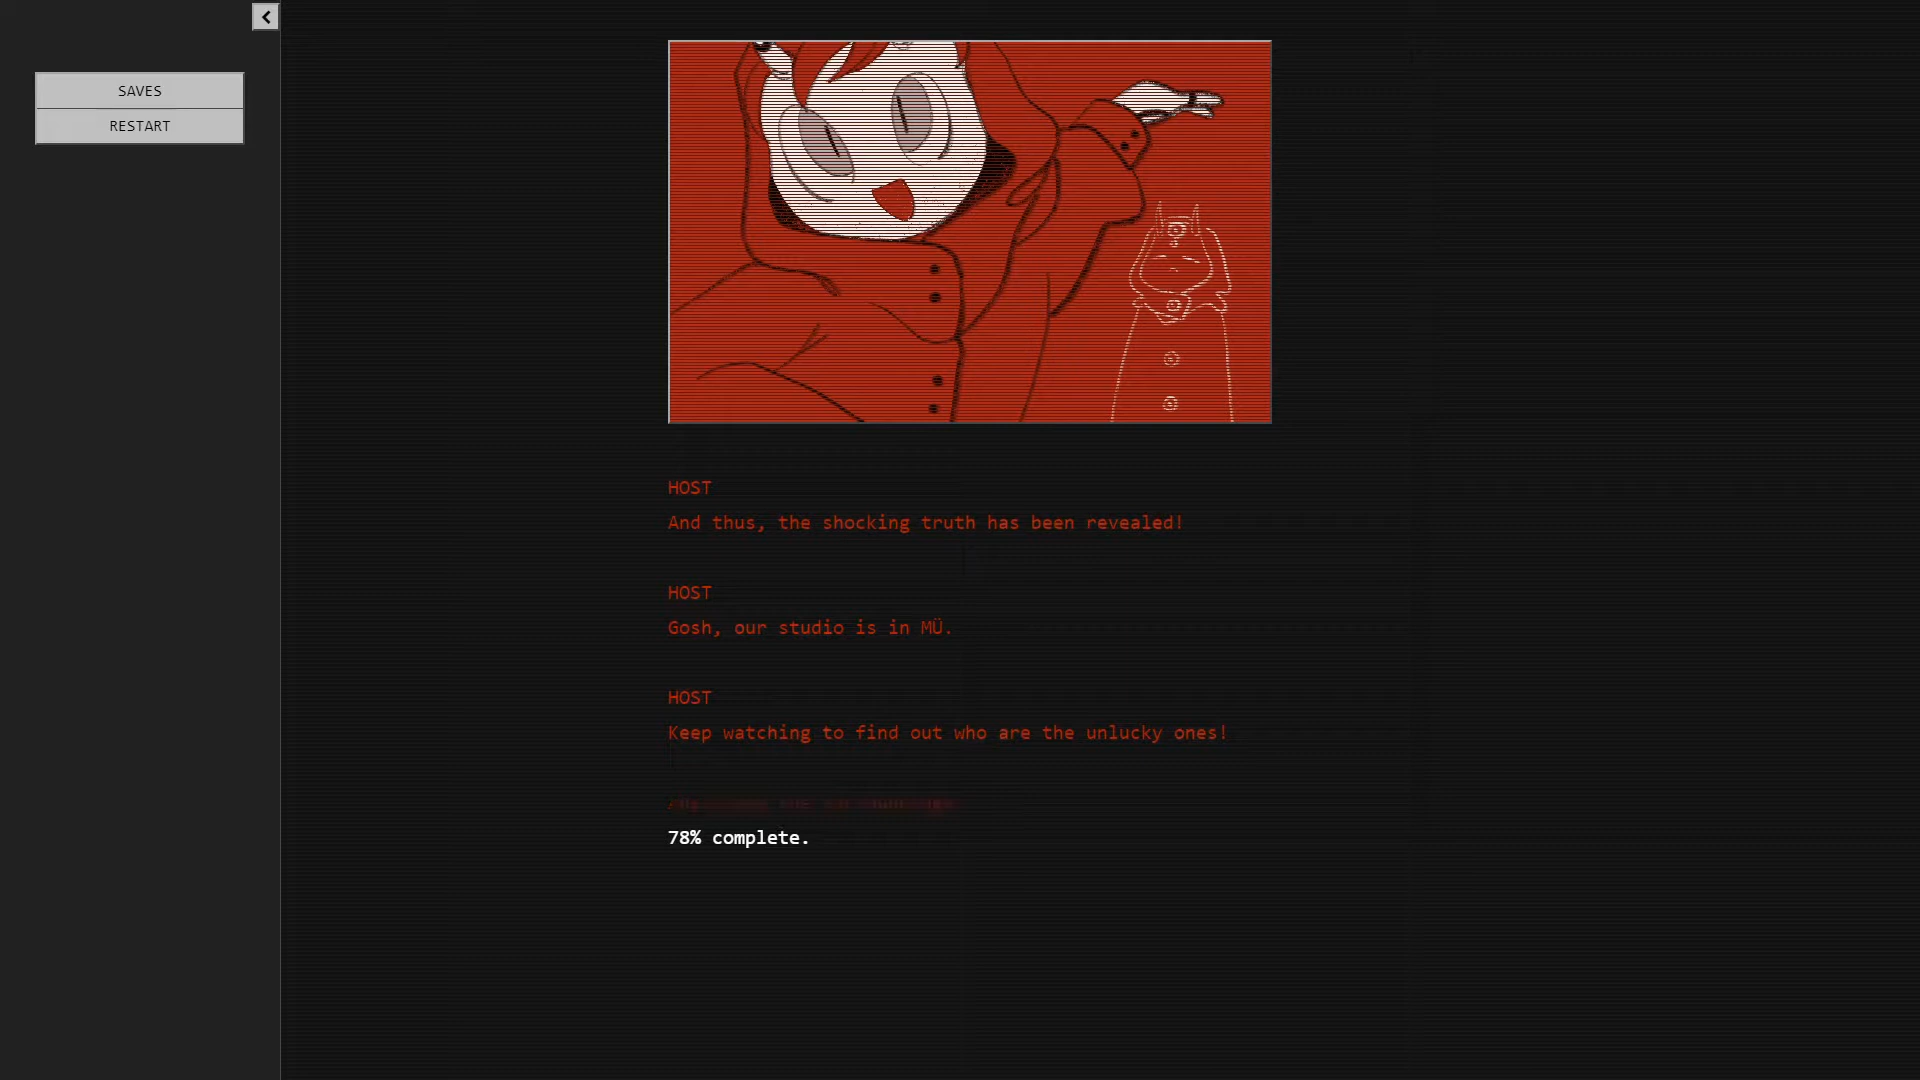 SAVES
RESTART
HOST
And thus, the shocking truth has been revealed!
HOST
Gosh, our studio is in MÜ.
HOST
Keep watching to find out who are the unlucky ones!
78% complete.